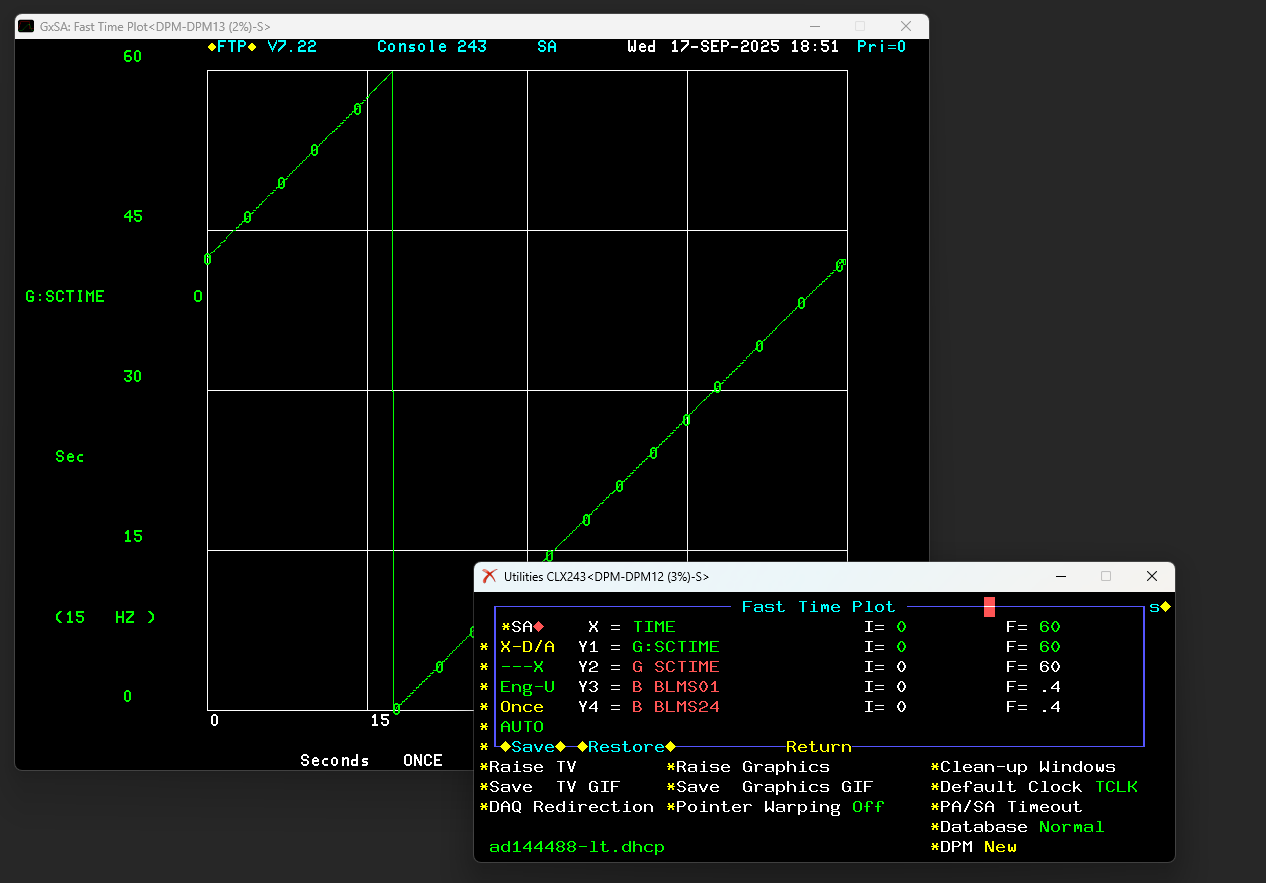 GxSA: Fast Time Plot<DPM-DPM13 (2%)-S>
◆FTP◆ V7.22 Console 243 SA Wed 17-SEP-2025 18:51 Pri=0
60
45
G:SCTIME 0
30
Sec
15
(15 HZ )
0
0 15
Seconds ONCE
Utilities CLX243<DPM-DPM12 (3%)-S>
Fast Time Plot s◆
*SA◆ X = TIME I= 0 F= 60
* X-D/A Y1 = G:SCTIME I= 0 F= 60
* ---X Y2 = G SCTIME I= 0 F= 60
* Eng-U Y3 = B BLMS01 I= 0 F= .4
* Once Y4 = B BLMS24 I= 0 F= .4
* AUTO
* ◆Save◆ ◆Restore◆ Return
*Raise TV *Raise Graphics *Clean-up Windows
*Save TV GIF *Save Graphics GIF *Default Clock TCLK
*DAQ Redirection *Pointer Warping Off *PA/SA Timeout
*Database Normal
ad144488-lt.dhcp *DPM New